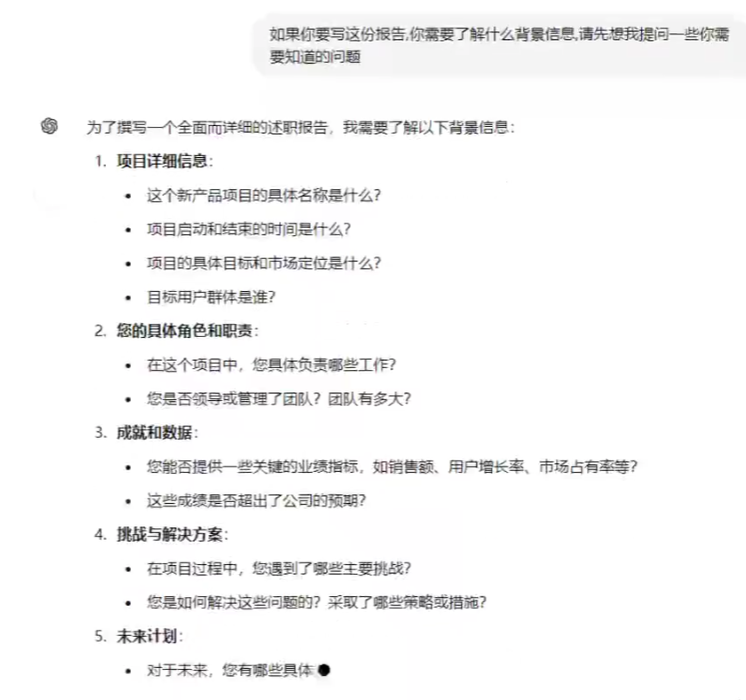 如果你要写这份报告,你需要了解什么背景信息,请先想我提问一些你需
要知道的问题
为了撰写一个全面而详细的述职报告，我需要了解以下背景信息：
1. 项目详细信息：
• 这个新产品项目的具体名称是什么？
• 项目启动和结束的时间是什么？
• 项目的具体目标和市场定位是什么？
• 目标用户群体是谁？
2. 您的具体角色和职责：
• 在这个项目中，您具体负责哪些工作？
• 您是否领导或管理了团队？团队有多大？
3. 成就和数据：
• 您能否提供一些关键的业绩指标，如销售额、用户增长率、市场占有率等？
• 这些成绩是否超出了公司的预期？
4. 挑战与解决方案：
• 在项目过程中，您遇到了哪些主要挑战？
• 您是如何解决这些问题的？采取了哪些策略或措施？
5. 未来计划：
• 对于未来，您有哪些具体